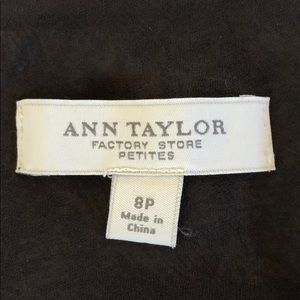 ANN TAYLOR
FACTORY STORE
PETITES
8P
Made in
China